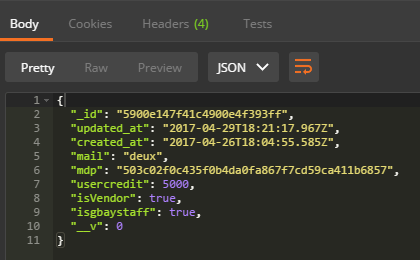 Body Cookies Headers (4) Tests
Pretty Raw Preview JSON
1 {
2 "_id": "5900e147f41c4900e4f393ff",
3 "updated_at": "2017-04-29T18:21:17.967Z",
4 "created_at": "2017-04-26T18:04:55.585Z",
5 "mail": "deux",
6 "mdp": "503c02f0c435f0b4da0fa867f7cd59ca411b6857",
7 "usercredit": 5000,
8 "isVendor": true,
9 "isgbaystaff": true,
10 "__v": 0
11 }